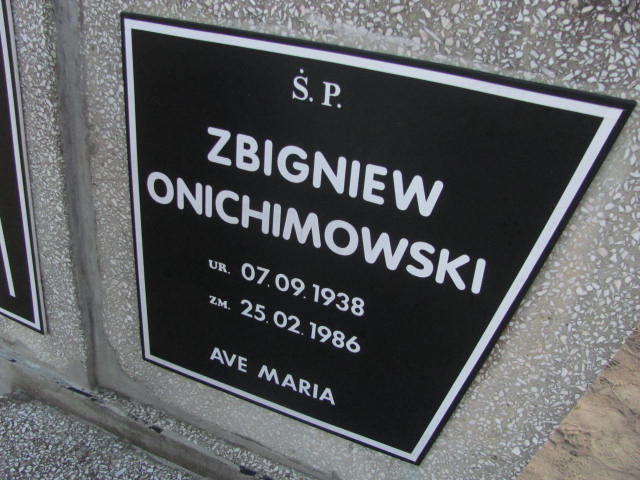 Ś. P.
ZBIGNIEW
ONICHIMOWSKI
UR. 07.09.1938
ZM. 25.02.1986
AVE MARIA